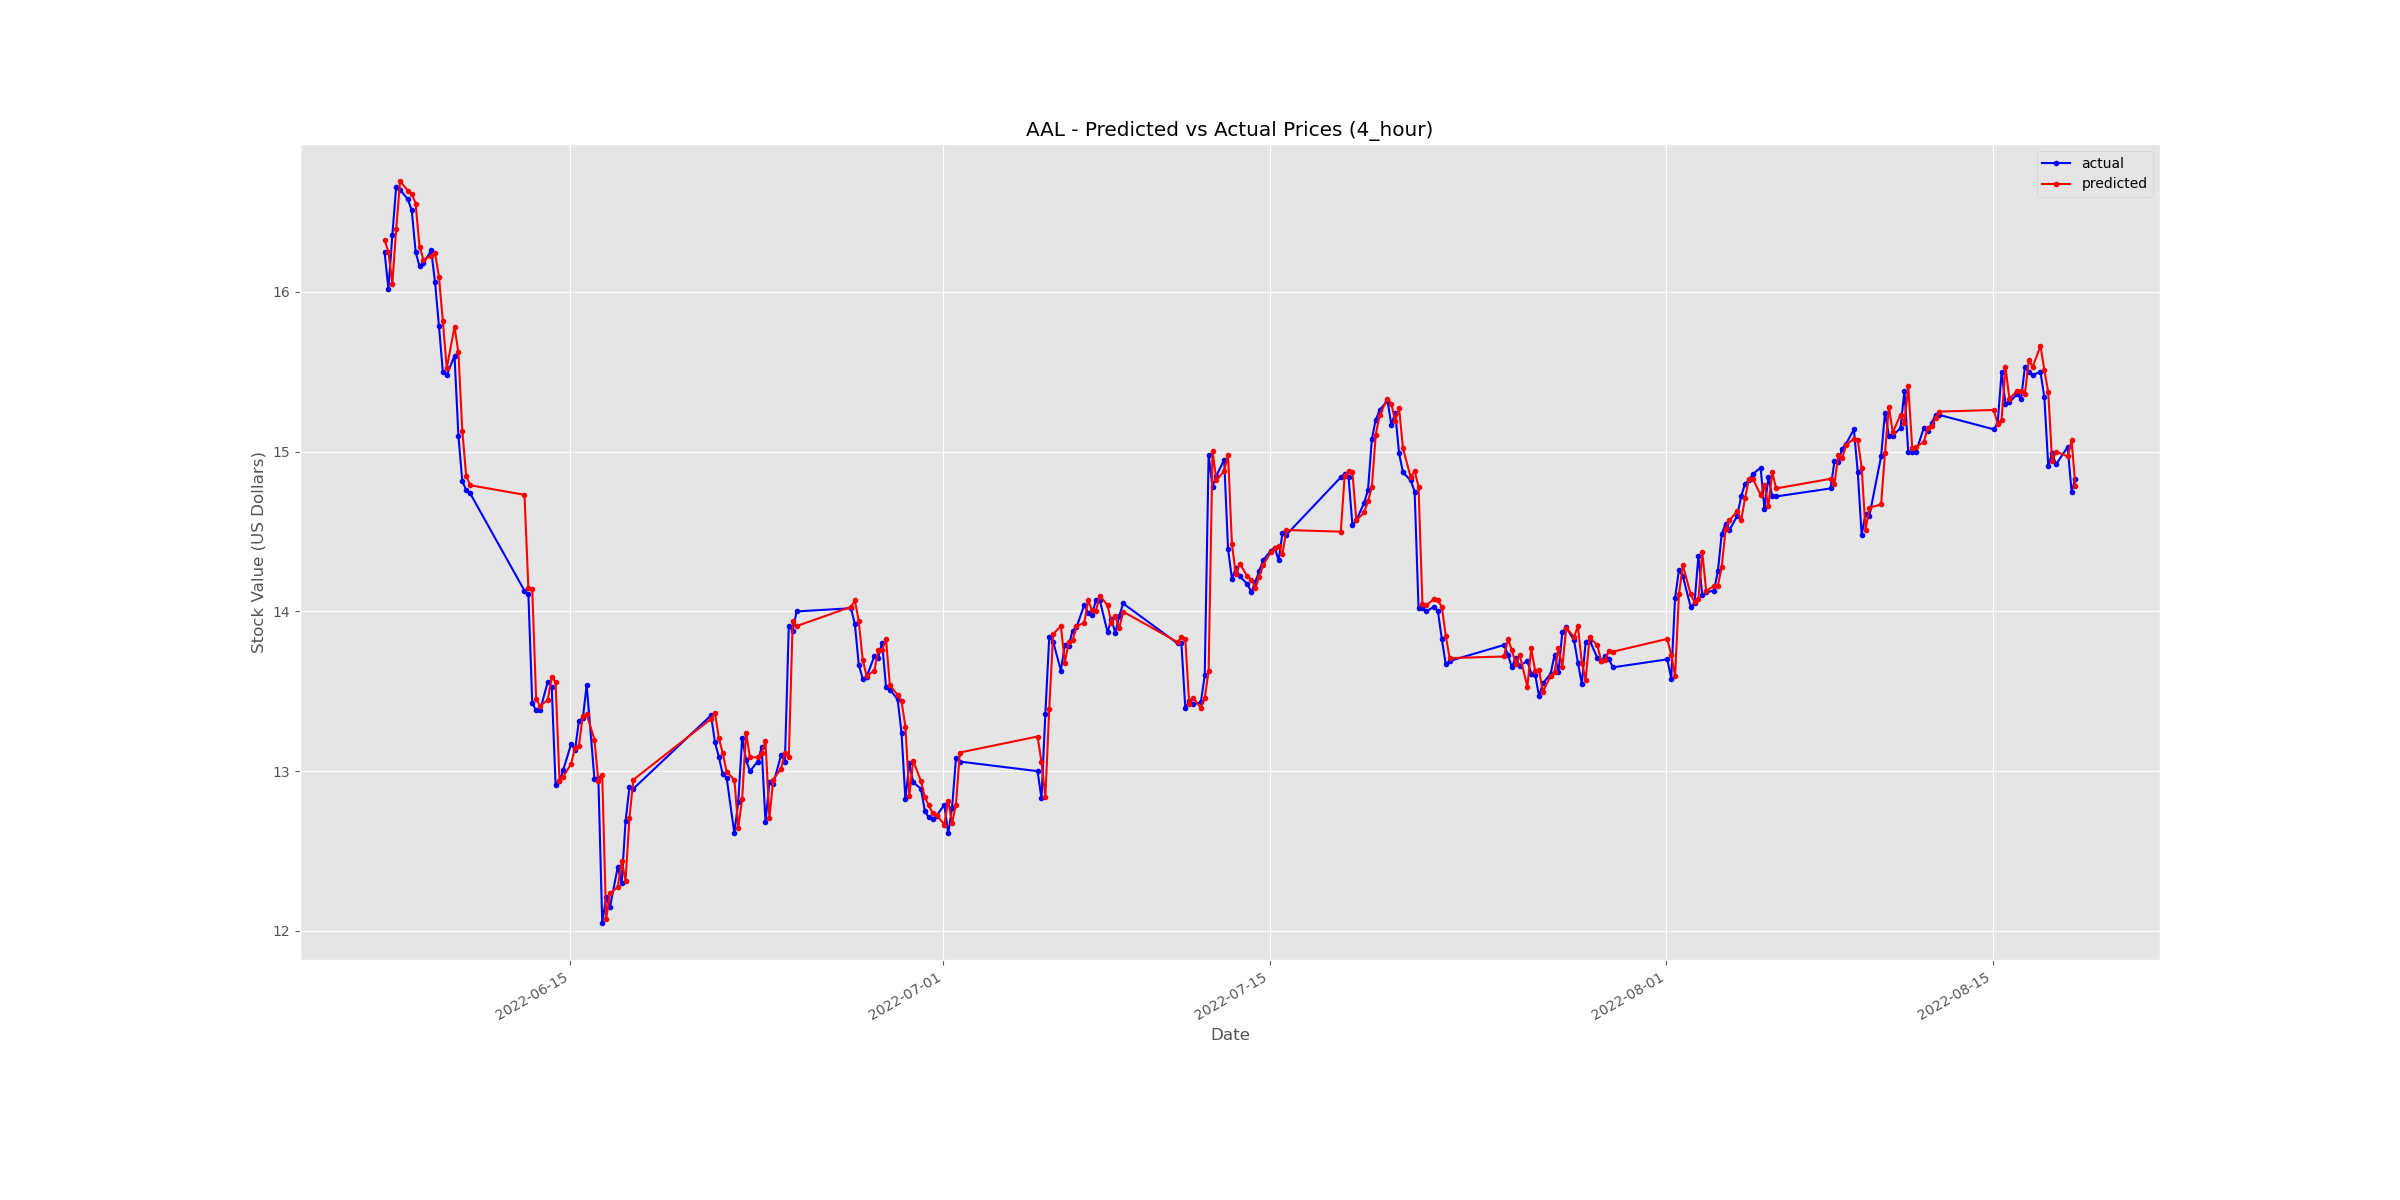 AAL - Predicted vs Actual Prices (4_hour)
actual
predicted
Stock Value (US Dollars)
16
15
14
13
12
2022-06-15
2022-07-01
2022-07-15
2022-08-01
2022-08-15
Date